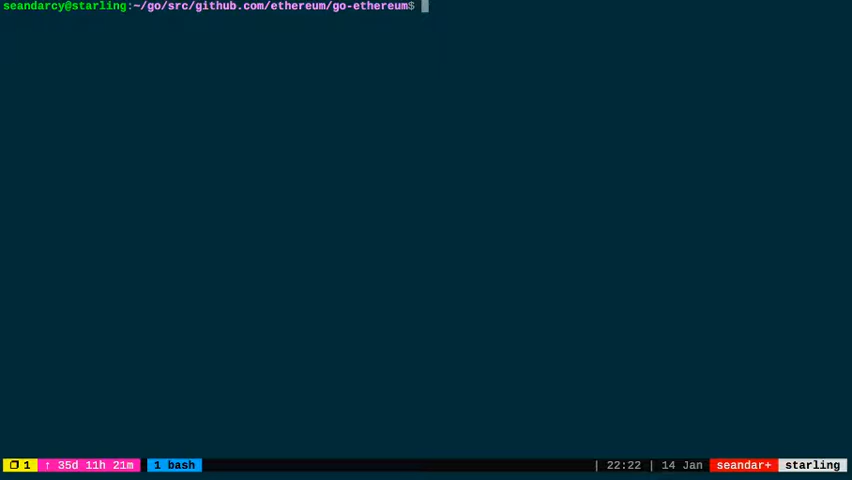 seandarcy@starling:~/go/src/github.com/ethereum/go-ethereum$
1 ↑ 35d 11h 21m 1 bash | 22:22 | 14 Jan seandar+ starling